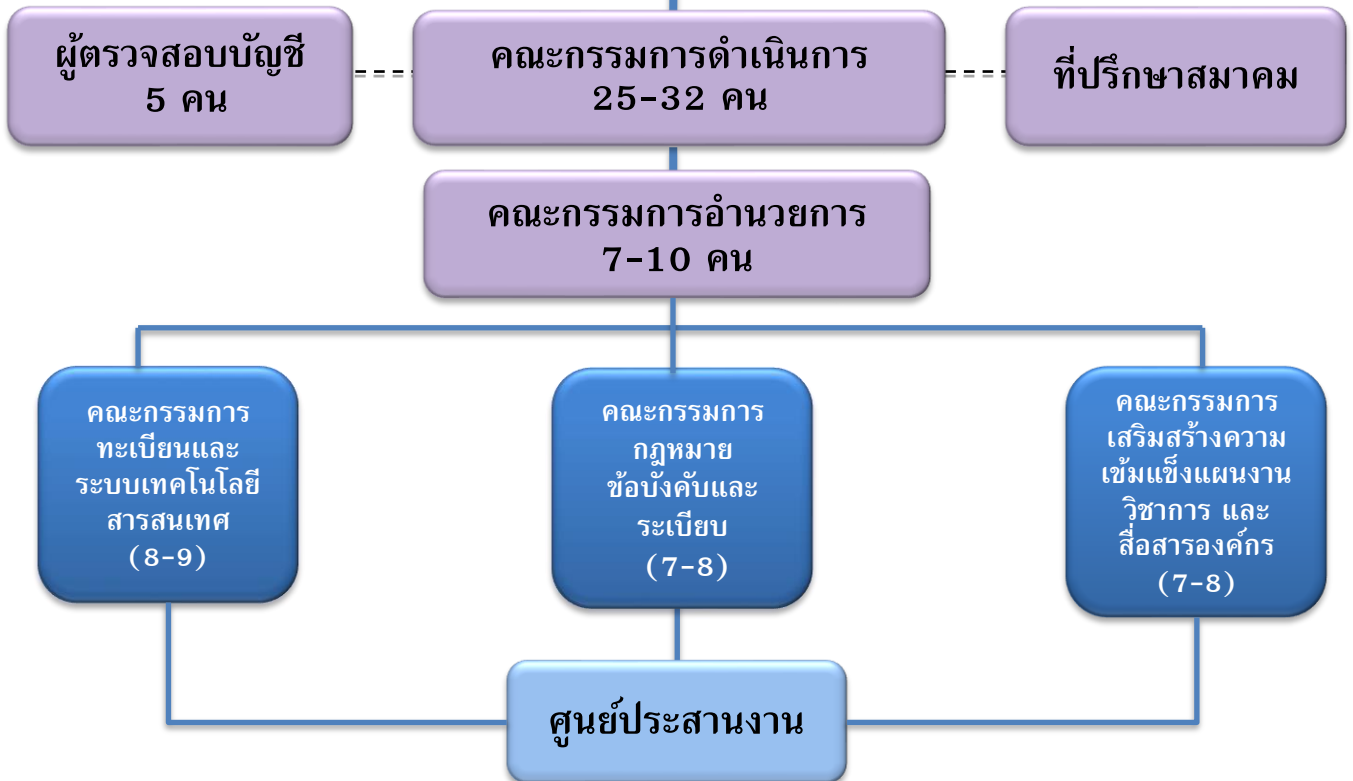 ผู้ตรวจสอบบัญชี
5 คน
คณะกรรมการดำเนินการ
25-32 คน
ที่ปรึกษาสมาคม
คณะกรรมการอำนวยการ
7-10 คน
คณะกรรมการ
ทะเบียนและ
ระบบเทคโนโลยี
สารสนเทศ
(8-9)
คณะกรรมการ
กฎหมาย
ข้อบังคับและ
ระเบียบ
(7-8)
คณะกรรมการ
เสริมสร้างความ
เข้มแข็งแผนงาน
วิชาการ และ
สื่อสารองค์กร
(7-8)
ศูนย์ประสานงาน